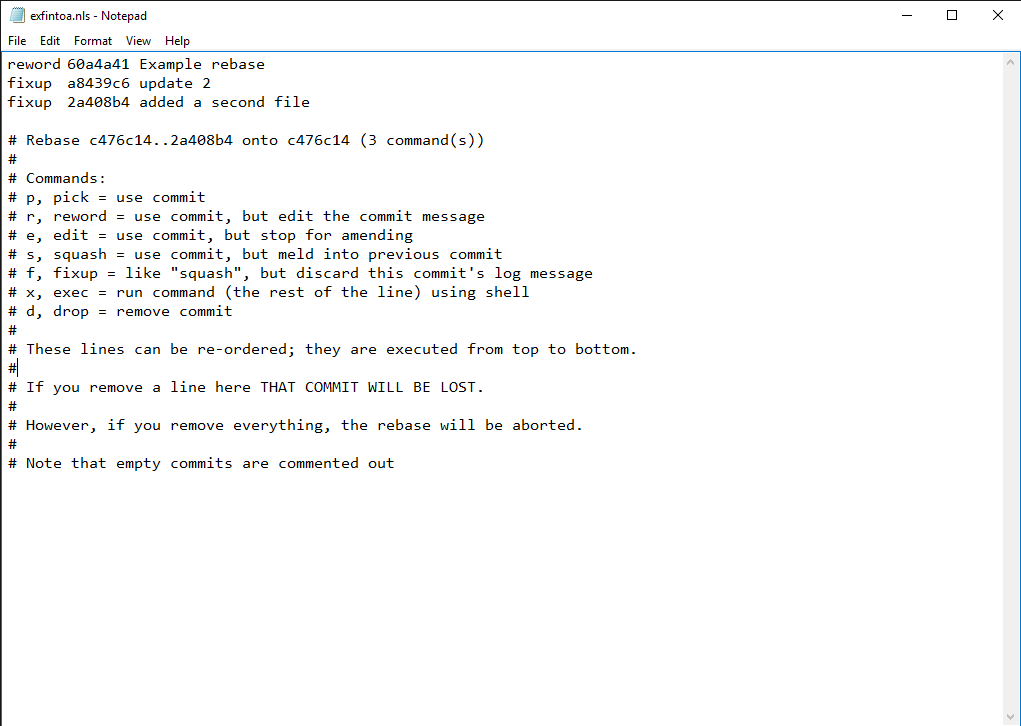 exfintoa.nls - Notepad
File Edit Format View Help
reword 60a4a41 Example rebase
fixup a8439c6 update 2
fixup 2a408b4 added a second file
# Rebase c476c14..2a408b4 onto c476c14 (3 command(s))
#
# Commands:
# p, pick = use commit
# r, reword = use commit, but edit the commit message
# e, edit = use commit, but stop for amending
# s, squash = use commit, but meld into previous commit
# f, fixup = like "squash", but discard this commit's log message
# x, exec = run command (the rest of the line) using shell
# d, drop = remove commit
#
# These lines can be re-ordered; they are executed from top to bottom.
#
# If you remove a line here THAT COMMIT WILL BE LOST.
#
# However, if you remove everything, the rebase will be aborted.
#
# Note that empty commits are commented out